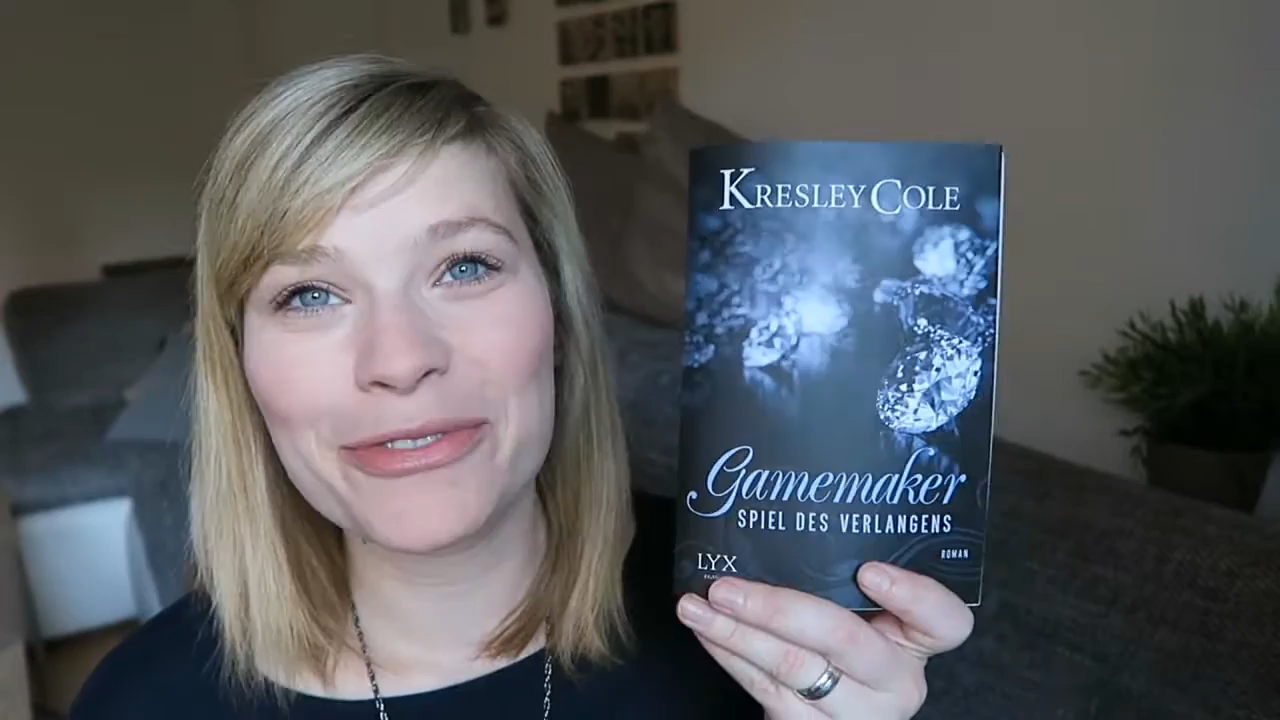 KRESLEY COLE
Gamemaker
SPIEL DES VERLANGENS
ROMAN
LYX